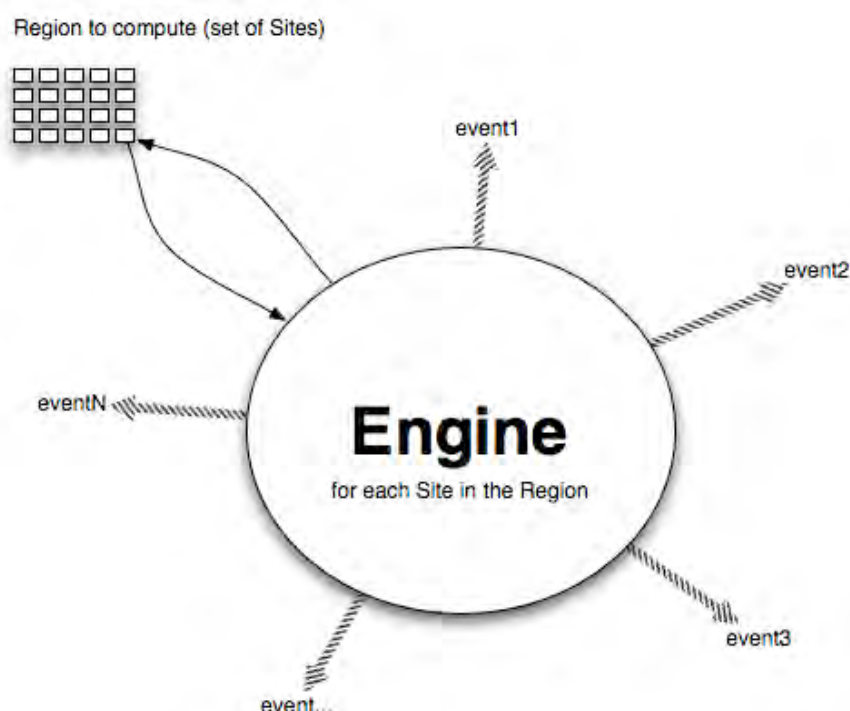 Region to compute (set of Sites)
event1
event2
eventN
Engine
for each Site in the Region
event3
event...